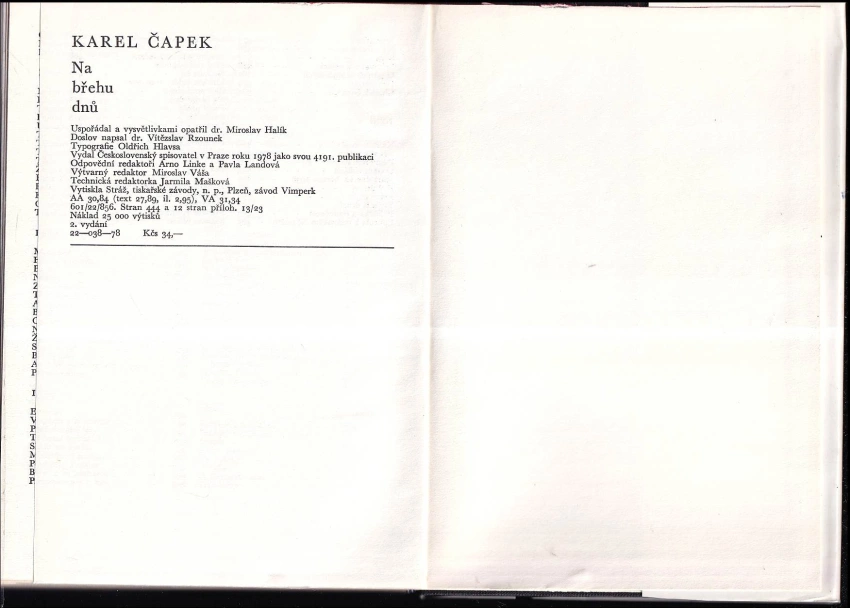 KAREL ČAPEK
Na
břehu
dnů
Uspořádal a vysvětlivkami opatřil dr. Miroslav Halík
Doslov napsal dr. Vítězslav Rzounek
Typografie Oldřich Hlavsa
Vydal Československý spisovatel v Praze roku 1978 jako svou 4191. publikaci
Odpovědní redaktoři Arno Linke a Pavla Landová
Výtvarný redaktor Miroslav Váša
Technická redaktorka Jarmila Mašková
Vytiskla Stráž, tiskařské závody, n. p., Plzeň, závod Vimperk
AA 30,84 (text 27,89, il. 2,95), VA 31,34
601/22/856. Stran 444 a 12 stran příloh. 13/23
Náklad 25 000 výtisků
2. vydání
22—038—78 Kčs 34,—